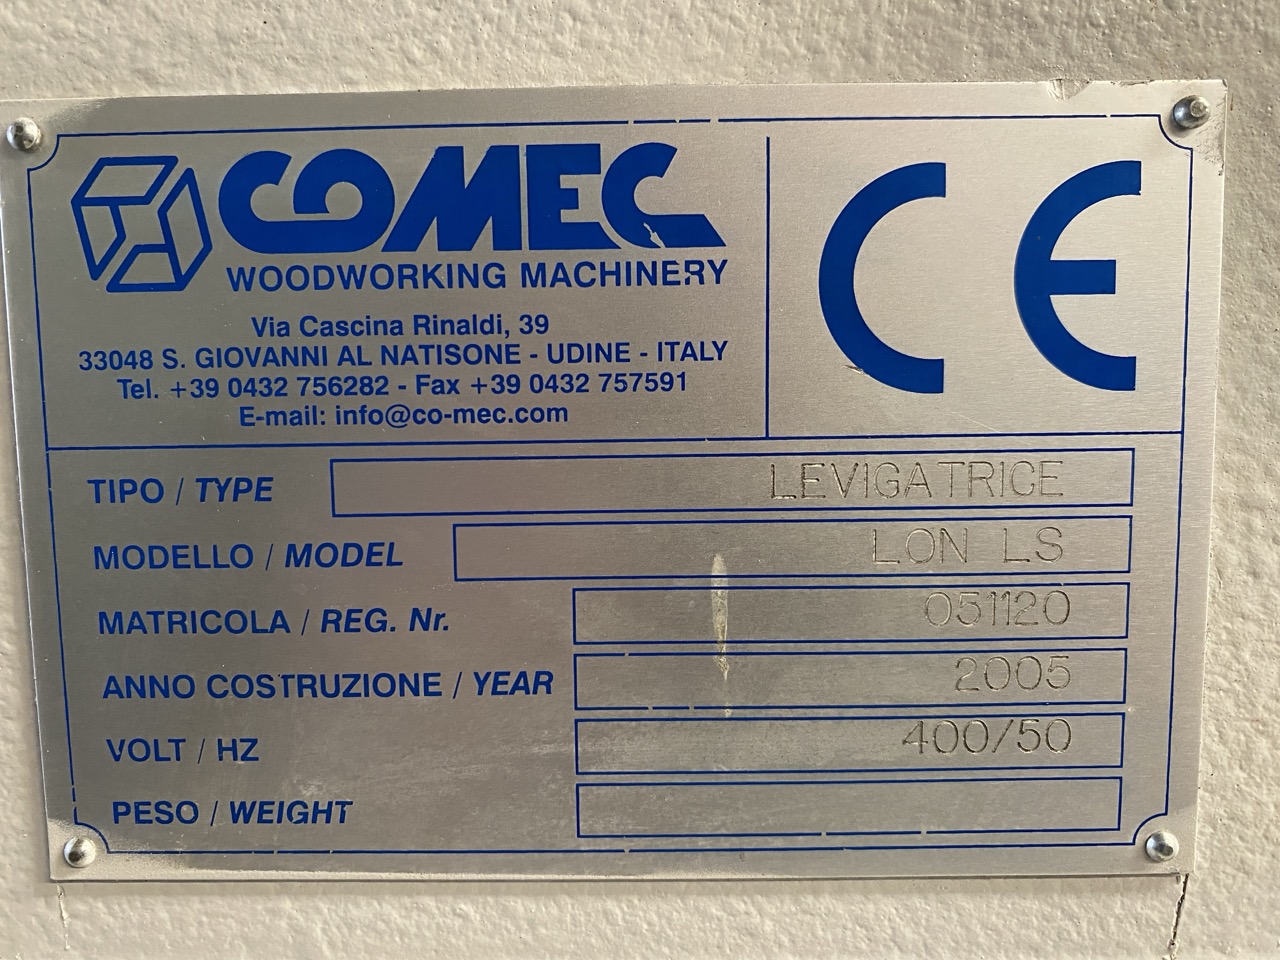 COMEC
WOODWORKING MACHINERY
Via Cascina Rinaldi, 39
33048 S. GIOVANNI AL NATISONE - UDINE - ITALY
Tel. +39 0432 756282 - Fax +39 0432 757591
E-mail: info@co-mec.com
CE
TIPO / TYPE LEVIGATRICE
MODELLO / MODEL LON LS
MATRICOLA / REG. Nr. 051120
ANNO COSTRUZIONE / YEAR 2005
VOLT / HZ 400/50
PESO / WEIGHT